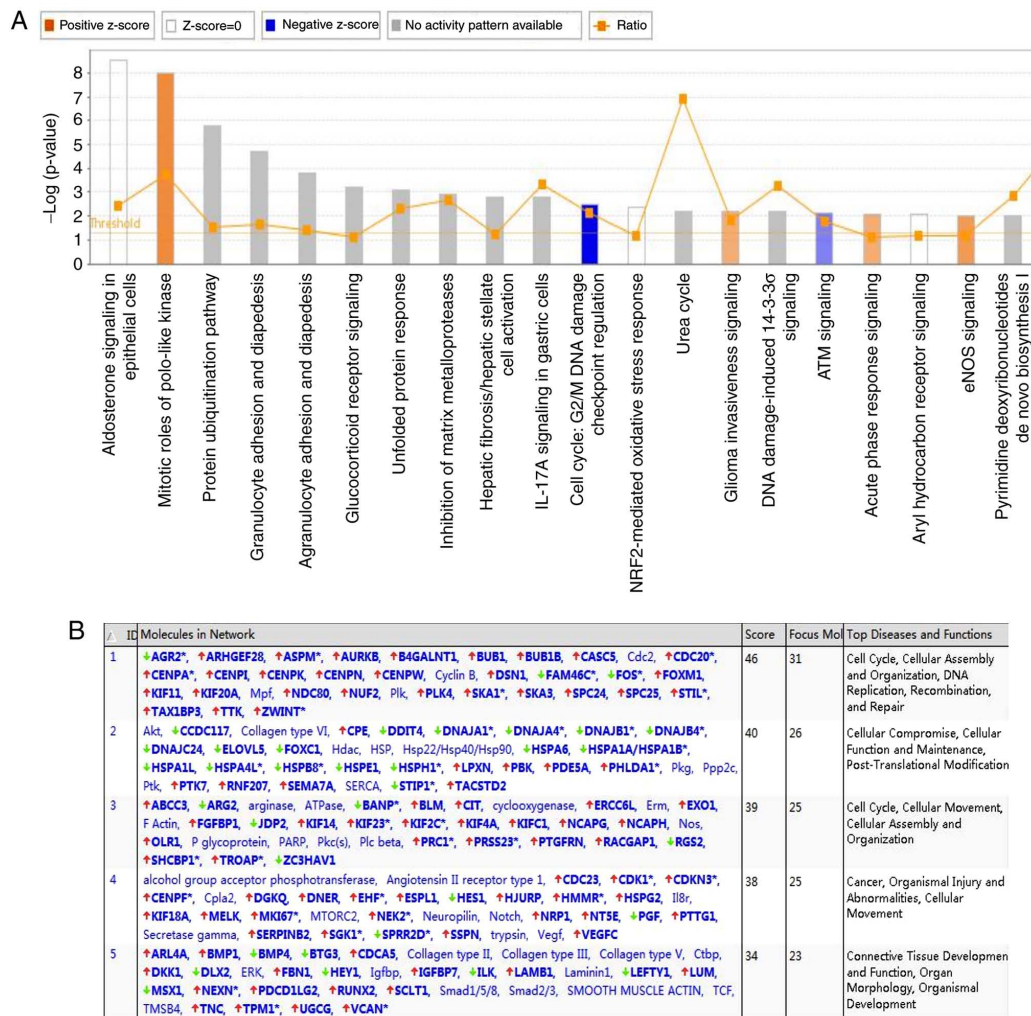 A
Positive z-score
Z-score=0
Negative z-score
No activity pattern available
Ratio
−Log (p-value)
8
7
6
5
4
3
2
1
0
Threshold
Aldosterone signaling in
epithelial cells
Mitotic roles of polo-like kinase
Protein ubiquitination pathway
Granulocyte adhesion and diapedesis
Agranulocyte adhesion and diapedesis
Glucocorticoid receptor signaling
Unfolded protein response
Inhibition of matrix metalloproteases
Hepatic fibrosis/hepatic stellate
cell activation
IL-17A signaling in gastric cells
Cell cycle: G2/M DNA damage
checkpoint regulation
NRF2-mediated oxidative stress response
Urea cycle
Glioma invasiveness signaling
DNA damage-induced 14-3-3σ
signaling
ATM signaling
Acute phase response signaling
Aryl hydrocarbon receptor signaling
eNOS signaling
Pyrimidine deoxyribonucleotides
de novo biosynthesis I
B
ID Molecules in Network Score Focus Mol Top Diseases and Functions
1 ↓AGR2*, ↑ARHGEF28, ↑ASPM*, ↑AURKB, ↑B4GALNT1, ↑BUB1, ↑BUB1B, ↑CASC5, Cdc2, ↑CDC20*, 46 31 Cell Cycle, Cellular Assembly
↑CENPA*, ↑CENPI, ↑CENPK, ↑CENPN, ↑CENPW, Cyclin B, ↑DSN1, ↓FAM46C*, ↓FOS*, ↑FOXM1, and Organization, DNA
↑KIF11, ↑KIF20A, Mpf, ↑NDC80, ↑NUF2, Plk, ↑PLK4, ↑SKA1*, ↑SKA3, ↑SPC24, ↑SPC25, ↑STIL*, Replication, Recombination,
↑TAX1BP3, ↑TTK, ↑ZWINT* and Repair
2 Akt, ↓CCDC117, Collagen type VI, ↑CPE, ↓DDIT4, ↓DNAJA1*, ↓DNAJA4*, ↓DNAJB1*, ↓DNAJB4*, 40 26 Cellular Compromise, Cellular
↓DNAJC24, ↓ELOVL5, ↓FOXC1, Hdac, HSP, Hsp22/Hsp40/Hsp90, ↓HSPA6, ↓HSPA1A/HSPA1B*, Function and Maintenance,
↓HSPA1L, ↓HSPA4L*, ↓HSPB8*, ↓HSPE1, ↓HSPH1*, ↑LPXN, ↑PBK, ↑PDE5A, ↑PHLDA1*, Pkg, Ppp2c, Post-Translational Modification
Ptk, ↑PTK7, ↑RNF207, ↑SEMA7A, SERCA, ↓STIP1*, ↑TACSTD2
3 ↑ABCC3, ↓ARG2, arginase, ATPase, ↓BANP*, ↑BLM, ↑CIT, cyclooxygenase, ↑ERCC6L, Erm, ↑EXO1, 39 25 Cell Cycle, Cellular Movement,
F Actin, ↑FGFBP1, ↓JDP2, ↑KIF14, ↑KIF23*, ↑KIF2C*, ↑KIF4A, ↑KIFC1, ↑NCAPG, ↑NCAPH, Nos, Cellular Assembly and
↑OLR1, P glycoprotein, PARP, Pkc(s), Plc beta, ↑PRC1*, ↑PRSS23*, ↑PTGFRN, ↑RACGAP1, ↓RGS2, Organization
↑SHCBP1*, ↑TROAP*, ↓ZC3HAV1
4 alcohol group acceptor phosphotransferase, Angiotensin II receptor type 1, ↑CDC23, ↑CDK1*, ↑CDKN3*, 38 25 Cancer, Organismal Injury and
↑CENPF*, Cpla2, ↑DGKQ, ↑DNER, ↑EHF*, ↑ESPL1, ↓HES1, ↑HJURP, ↑HMMR*, ↑HSPG2, Il8r, Abnormalities, Cellular
↑KIF18A, ↑MELK, ↑MKI67*, MTORC2, ↑NEK2*, Neuropilin, Notch, ↑NRP1, ↑NT5E, ↓PGF, ↑PTTG1, Movement
Secretase gamma, ↑SERPINB2, ↑SGK1*, ↓SPRR2D*, ↑SSPN, trypsin, Vegf, ↑VEGFC
5 ↑ARL4A, ↑BMP1, ↓BMP4, ↓BTG3, ↑CDCA5, Collagen type II, Collagen type III, Collagen type V, Ctbp, 34 23 Connective Tissue Developmen
↑DKK1, ↓DLX2, ERK, ↑FBN1, ↓HEY1, Igfbp, ↑IGFBP7, ↓ILK, ↑LAMB1, Laminin1, ↓LEFTY1, ↑LUM, and Function, Organ
↓MSX1, ↑NEXN*, ↑PDCD1LG2, ↑RUNX2, ↑SCLT1, Smad1/5/8, Smad2/3, SMOOTH MUSCLE ACTIN, TCF, Morphology, Organismal
TMSB4, ↑TNC, ↑TPM1*, ↑UGCG, ↑VCAN* Development